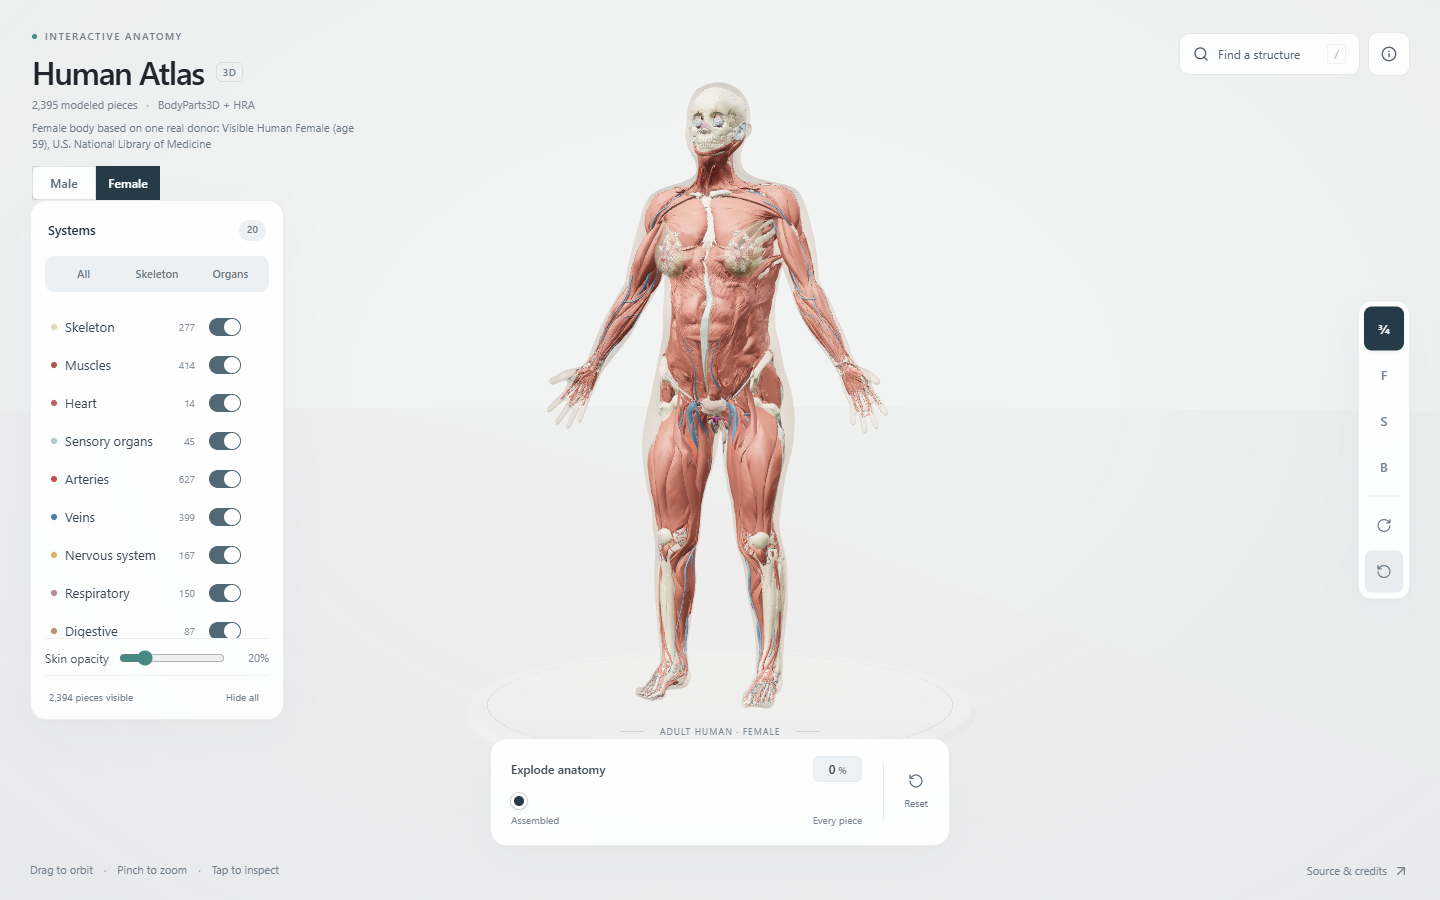 INTERACTIVE ANATOMY
Human Atlas 3D
2,395 modeled pieces · BodyParts3D + HRA
Female body based on one real donor: Visible Human Female (age
59), U.S. National Library of Medicine
Male Female
Systems 20
All Skeleton Organs
Skeleton 277
Muscles 414
Heart 14
Sensory organs 45
Arteries 627
Veins 399
Nervous system 167
Respiratory 150
Digestive 87
Skin opacity 20%
2,394 pieces visible Hide all
Find a structure /
¾
F
S
B
ADULT HUMAN · FEMALE
Explode anatomy 0 %
Assembled Every piece
Reset
Drag to orbit · Pinch to zoom · Tap to inspect
Source & credits